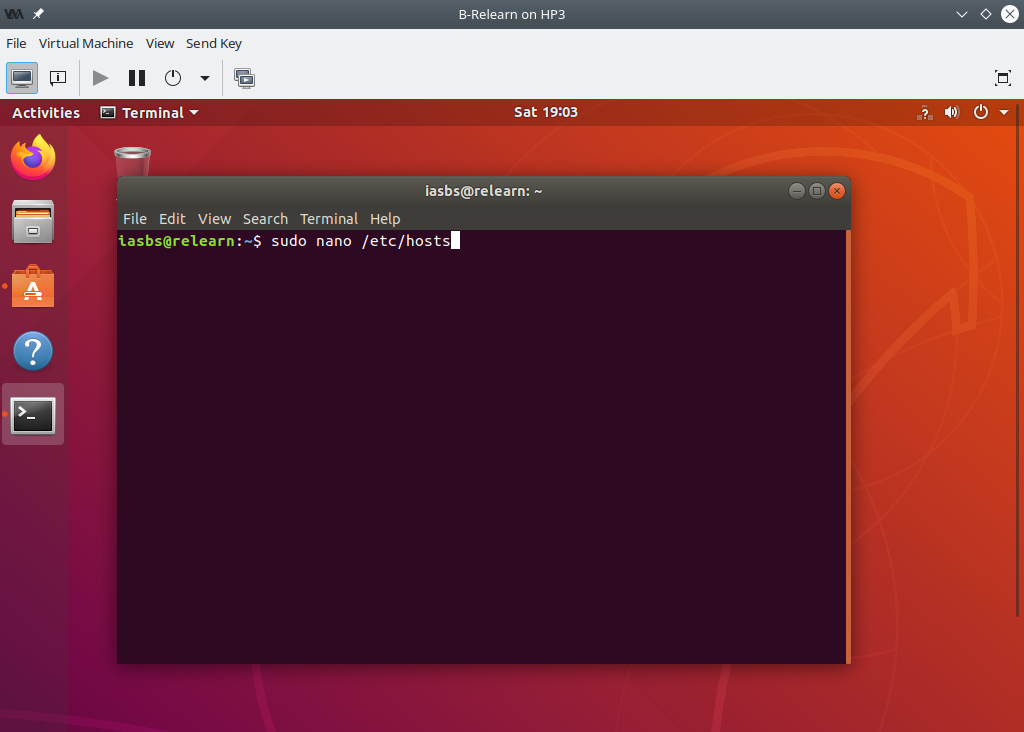 B-Relearn on HP3
File Virtual Machine View Send Key
Activities Terminal Sat 19:03
iasbs@relearn: ~
File Edit View Search Terminal Help
iasbs@relearn:~$ sudo nano /etc/hosts